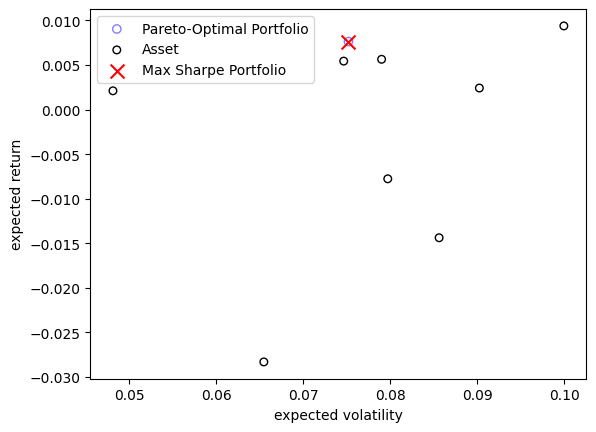 Pareto-Optimal Portfolio
Asset
Max Sharpe Portfolio
0.010
0.005
0.000
−0.005
−0.010
−0.015
−0.020
−0.025
−0.030
expected return
0.05 0.06 0.07 0.08 0.09 0.10
expected volatility